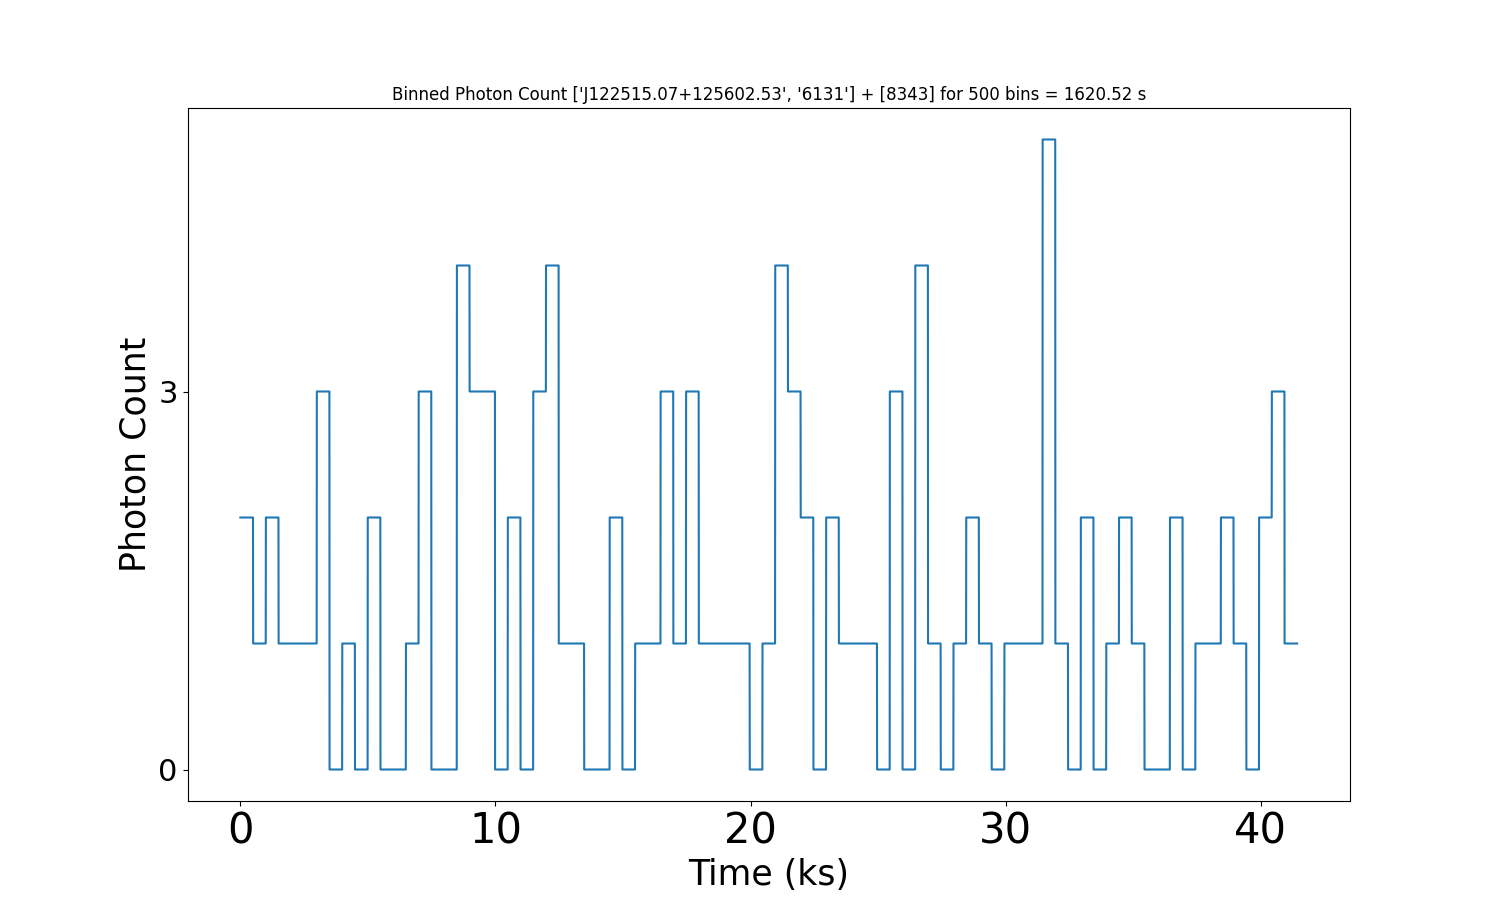 Binned Photon Count ['J122515.07+125602.53', '6131'] + [8343] for 500 bins = 1620.52 s
Photon Count
3
0
0 10 20 30 40
Time (ks)